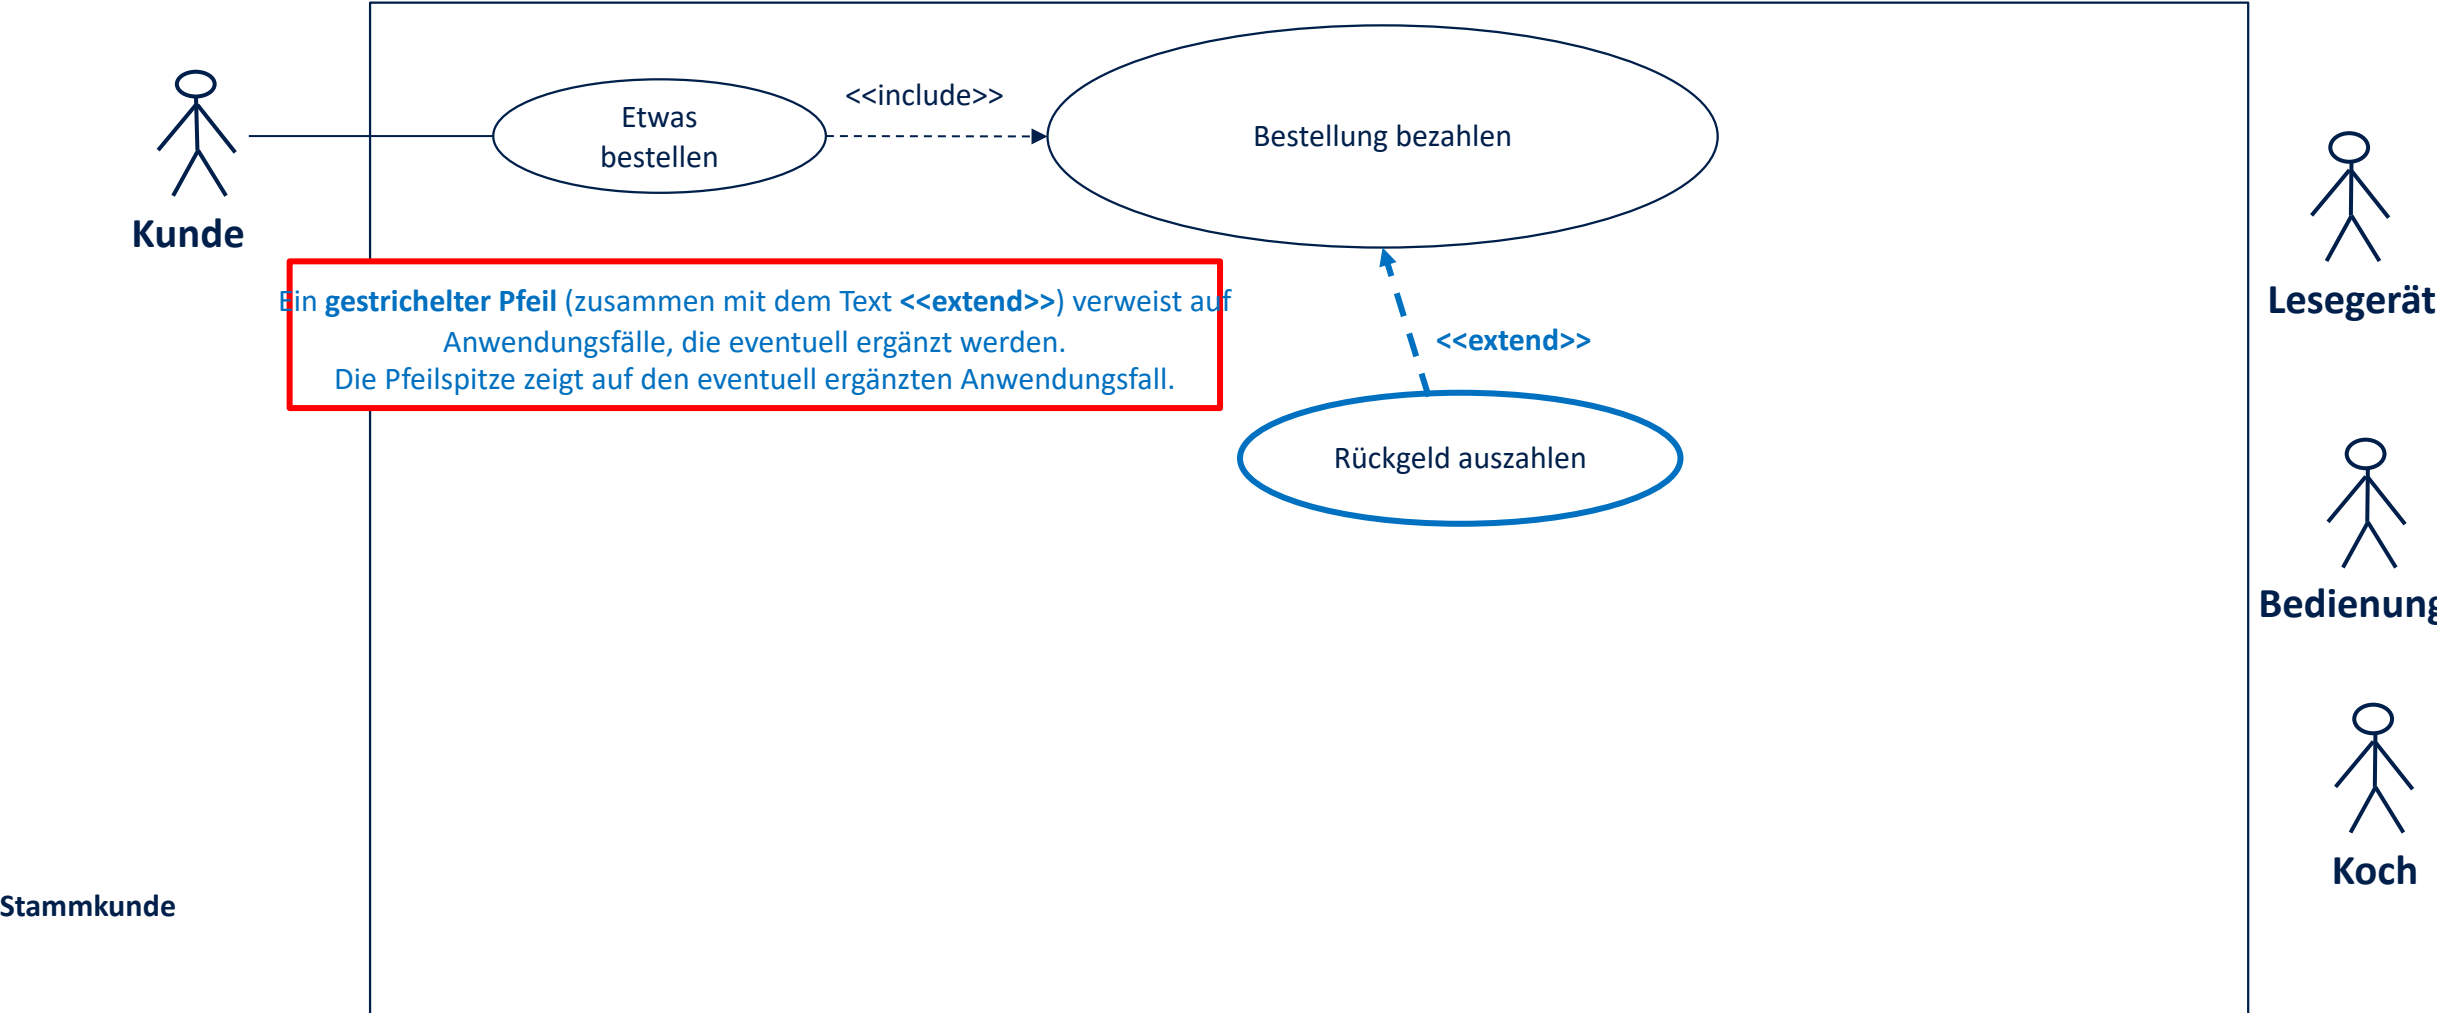 <<include>>
Etwas
bestellen
Bestellung bezahlen
Kunde
Lesegerät
Ein gestrichelter Pfeil (zusammen mit dem Text <<extend>>) verweist auf
Anwendungsfälle, die eventuell ergänzt werden.
Die Pfeilspitze zeigt auf den eventuell ergänzten Anwendungsfall.
<<extend>>
Rückgeld auszahlen
Bedienung
Koch
Stammkunde